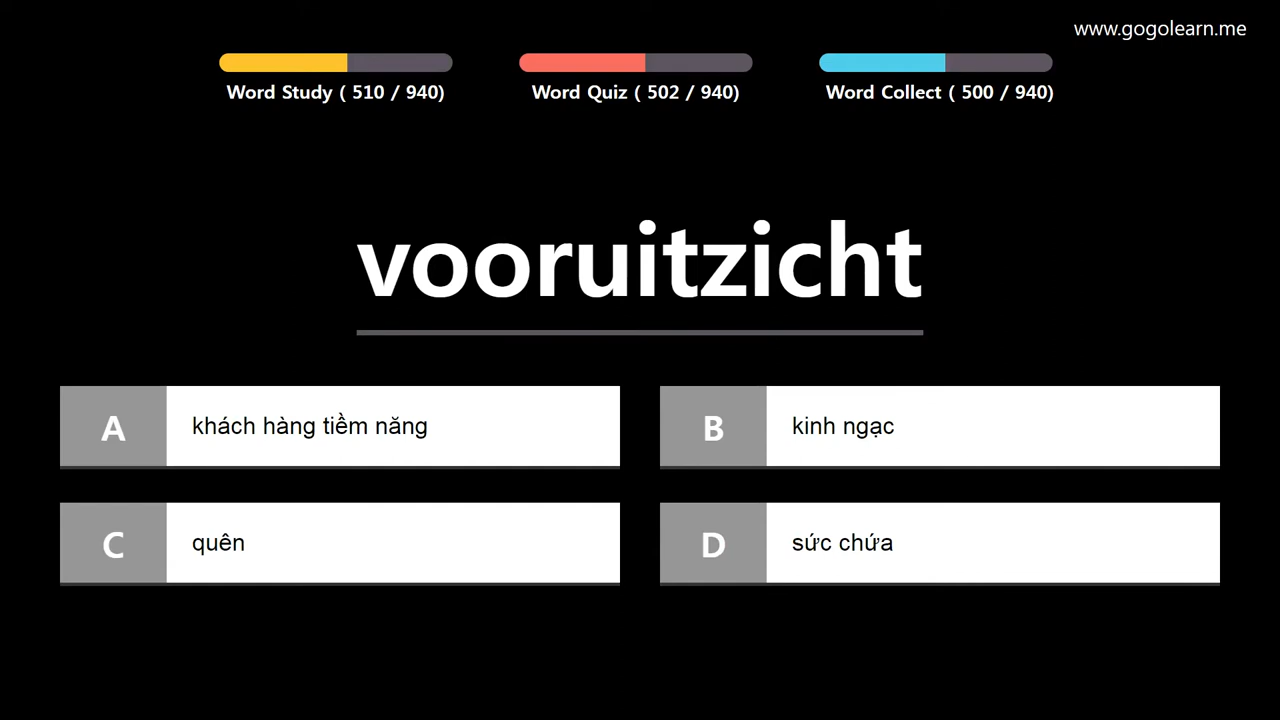 www.gogolearn.me
Word Study ( 510 / 940)
Word Quiz ( 502 / 940)
Word Collect ( 500 / 940)
vooruitzicht
A khách hàng tiềm năng
B kinh ngạc
C quên
D sức chứa